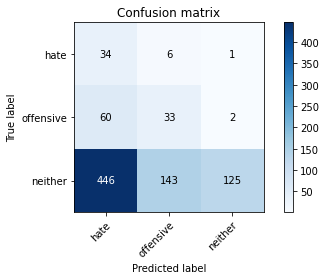 Confusion matrix
hate 34 6 1
offensive 60 33 2
neither 446 143 125
hate offensive neither
True label
Predicted label
400
350
300
250
200
150
100
50